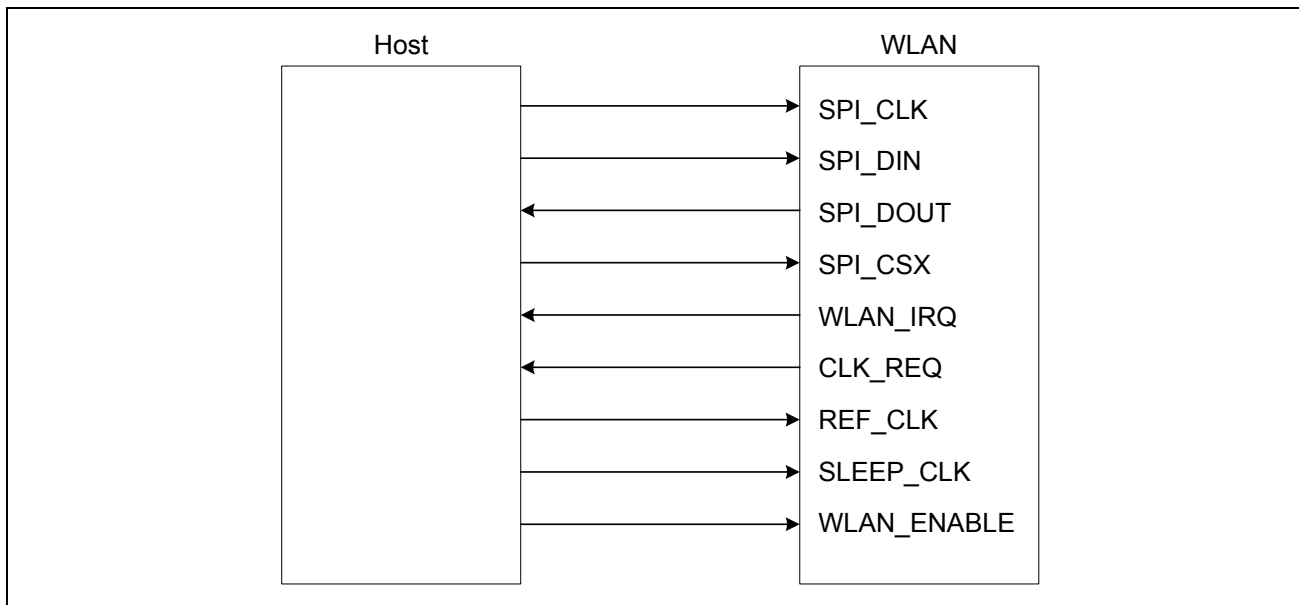 Host
WLAN
SPI_CLK
SPI_DIN
SPI_DOUT
SPI_CSX
WLAN_IRQ
CLK_REQ
REF_CLK
SLEEP_CLK
WLAN_ENABLE